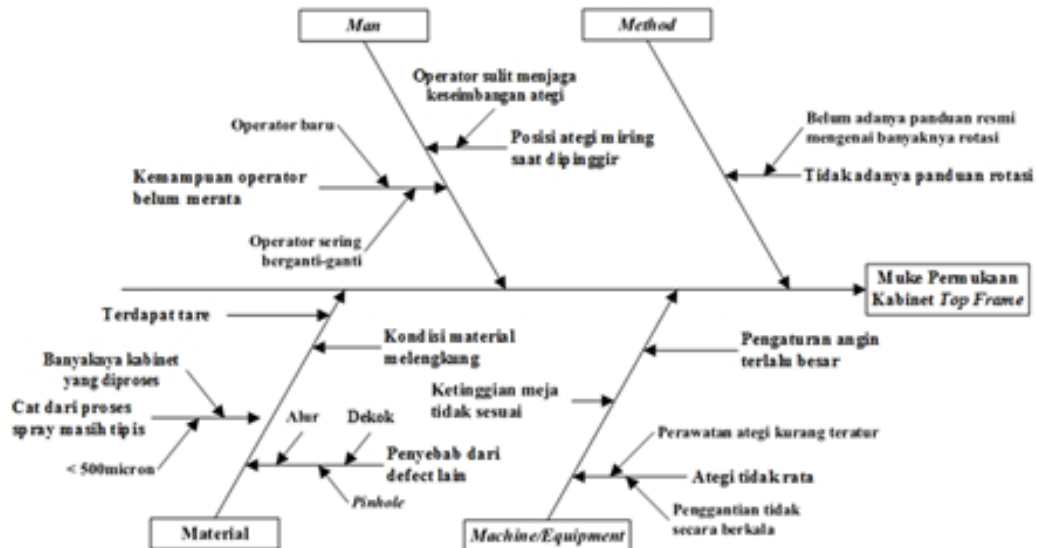 Man
Method
Operator sulit menjaga
keseimbangan ategi
Operator baru
Posisi ategi miring
saat dipinggir
Belum adanya panduan resmi
mengenai banyaknya rotasi
Kemampuan operator
belum merata
Tidak adanya panduan rotasi
Operator sering
berganti-ganti
Muke Permukaan
Kabinet Top Frame
Terdapat tare
Kondisi material
melengkung
Pengaturan angin
terlalu besar
Banyaknya kabinet
yang diproses
Ketinggian meja
tidak sesuai
Cat dari proses
spray masih tipis
Alur
Dekok
Perawatan ategi kurang teratur
< 500micron
Penyebab dari
defect lain
Ategi tidak rata
Pinhole
Penggantian tidak
secara berkala
Material
Machine/Equipment